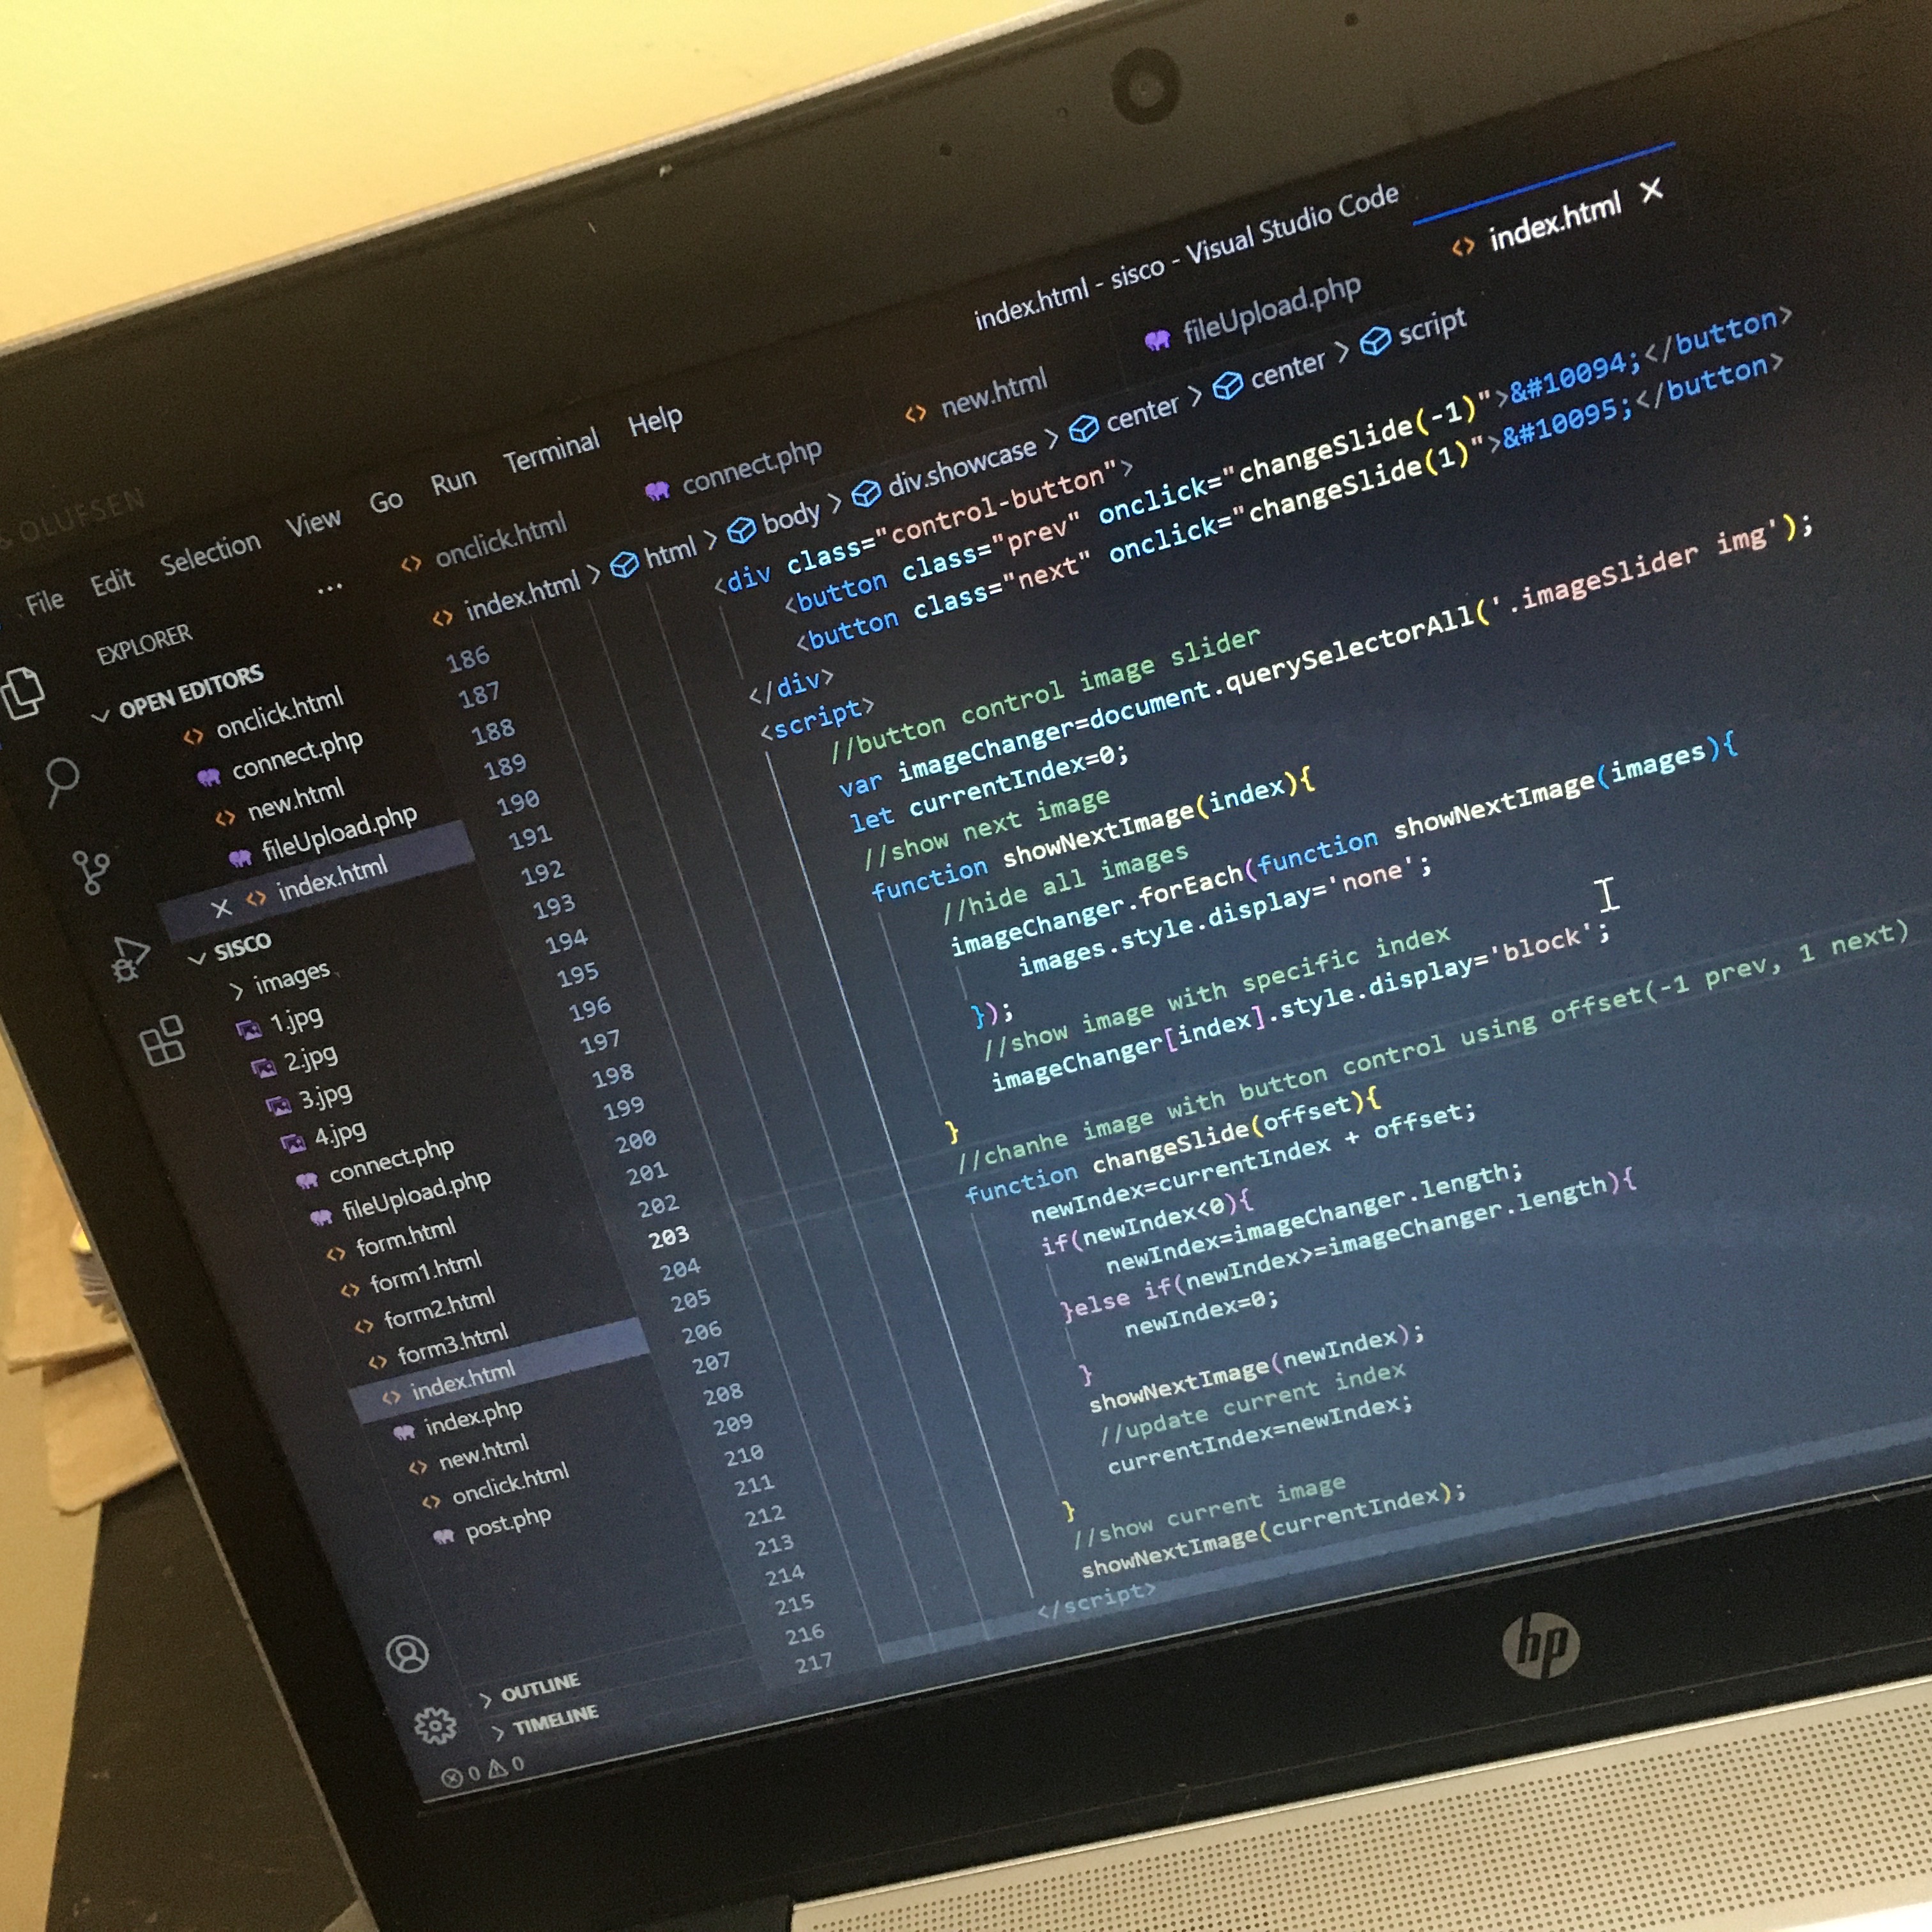 & OLUFSEN
index.html - sisco - Visual Studio Code
File Edit Selection View Go Run Terminal Help
EXPLORER ...
OPEN EDITORS
onclick.html
connect.php
new.html
fileUpload.php
index.html
SISCO
images
1.jpg
2.jpg
3.jpg
4.jpg
connect.php
fileUpload.php
form.html
form1.html
form2.html
form3.html
index.html
index.php
new.html
onclick.html
post.php
OUTLINE
TIMELINE
0 0
onclick.html connect.php new.html fileUpload.php index.html
index.html > html > body > div.showcase > center > center > script
186 <div class="control-button">
187 <button class="prev" onclick="changeSlide(-1)">&#10094;</button>
188 <button class="next" onclick="changeSlide(1)">&#10095;</button>
189 </div>
190 <script>
191 //button control image slider
192 var imageChanger=document.querySelectorAll('.imageSlider img');
193 let currentIndex=0;
194 //show next image
195 function showNextImage(index){
196 //hide all images
197 imageChanger.forEach(function showNextImage(images){
198 images.style.display='none';
199 });
200 //show image with specific index
201 imageChanger[index].style.display='block';
202 }
203 //chanhe image with button control using offset(-1 prev, 1 next)
204 function changeSlide(offset){
205 newIndex=currentIndex + offset;
206 if(newIndex<0){
207 newIndex=imageChanger.length;
208 }else if(newIndex>=imageChanger.length){
209 newIndex=0;
210 }
211 showNextImage(newIndex);
212 //update current index
213 currentIndex=newIndex;
214 }
215 //show current image
216 showNextImage(currentIndex);
217 </script>
hp